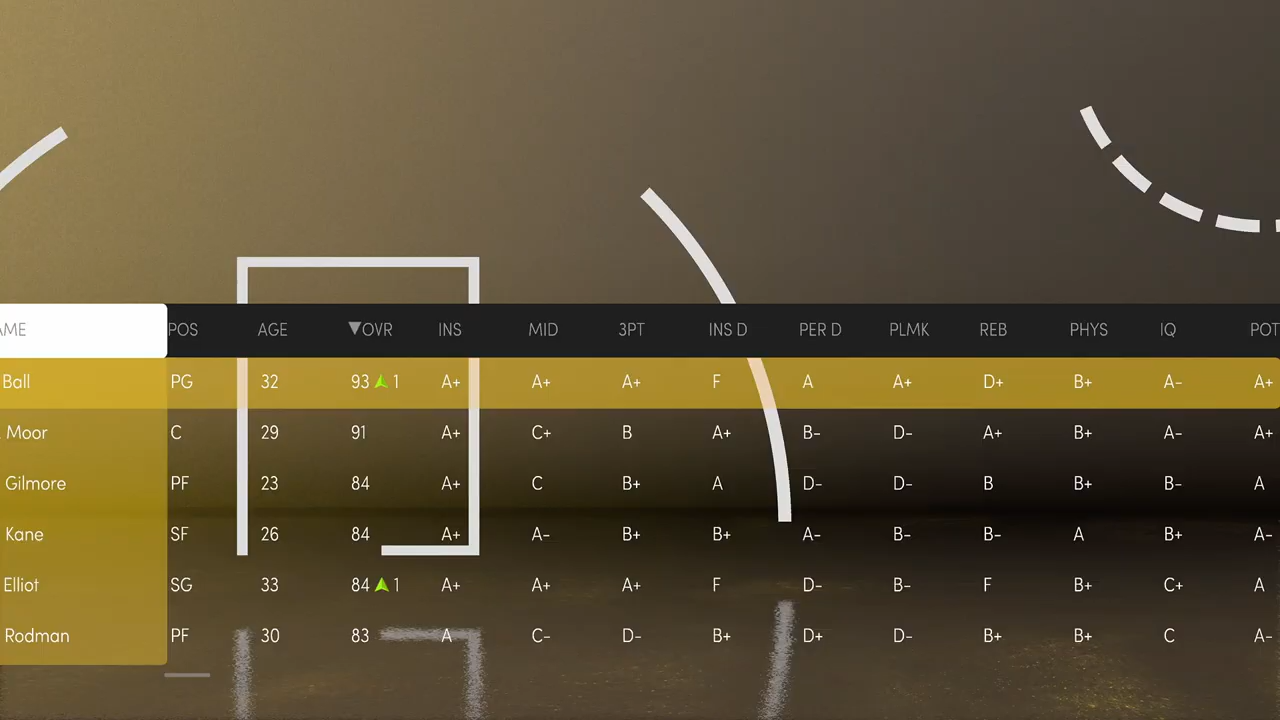 AME POS AGE ▼OVR INS MID 3PT INS D PER D PLMK REB PHYS IQ POT
Ball PG 32 93 1 A+ A+ A+ F A A+ D+ B+ A- A+
Moor C 29 91 A+ C+ B A+ B- D- A+ B+ A- A+
Gilmore PF 23 84 A+ C B+ A D- D- B B+ B- A
Kane SF 26 84 A+ A- B+ B+ A- B- B- A B+ A-
Elliot SG 33 84 1 A+ A+ A+ F D- B- F B+ C+ A
Rodman PF 30 83 A C- D- B+ D+ D- B+ B+ C A-